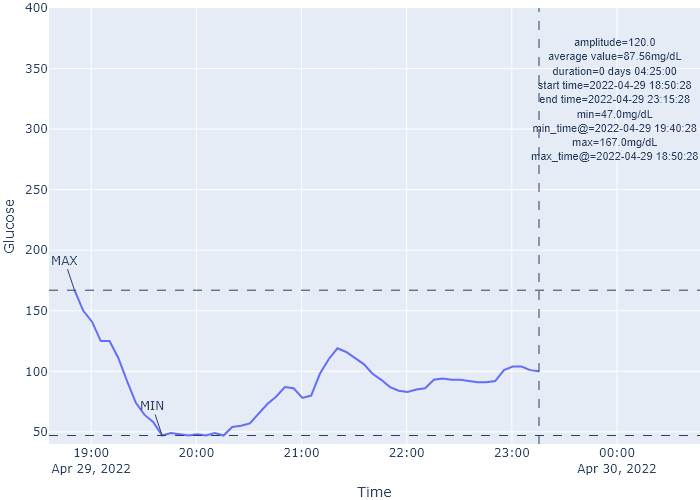 400
amplitude=120.0
average value=87.56mg/dL
350
duration=0 days 04:25:00
start time=2022-04-29 18:50:28
end time=2022-04-29 23:15:28
min=47.0mg/dL
300
min_time@=2022-04-29 19:40:28
max=167.0mg/dL
max_time@=2022-04-29 18:50:28
250
Glucose
200
MAX
150
100
MIN
50
19:00 20:00 21:00 22:00 23:00 00:00
Apr 29, 2022 Apr 30, 2022
Time